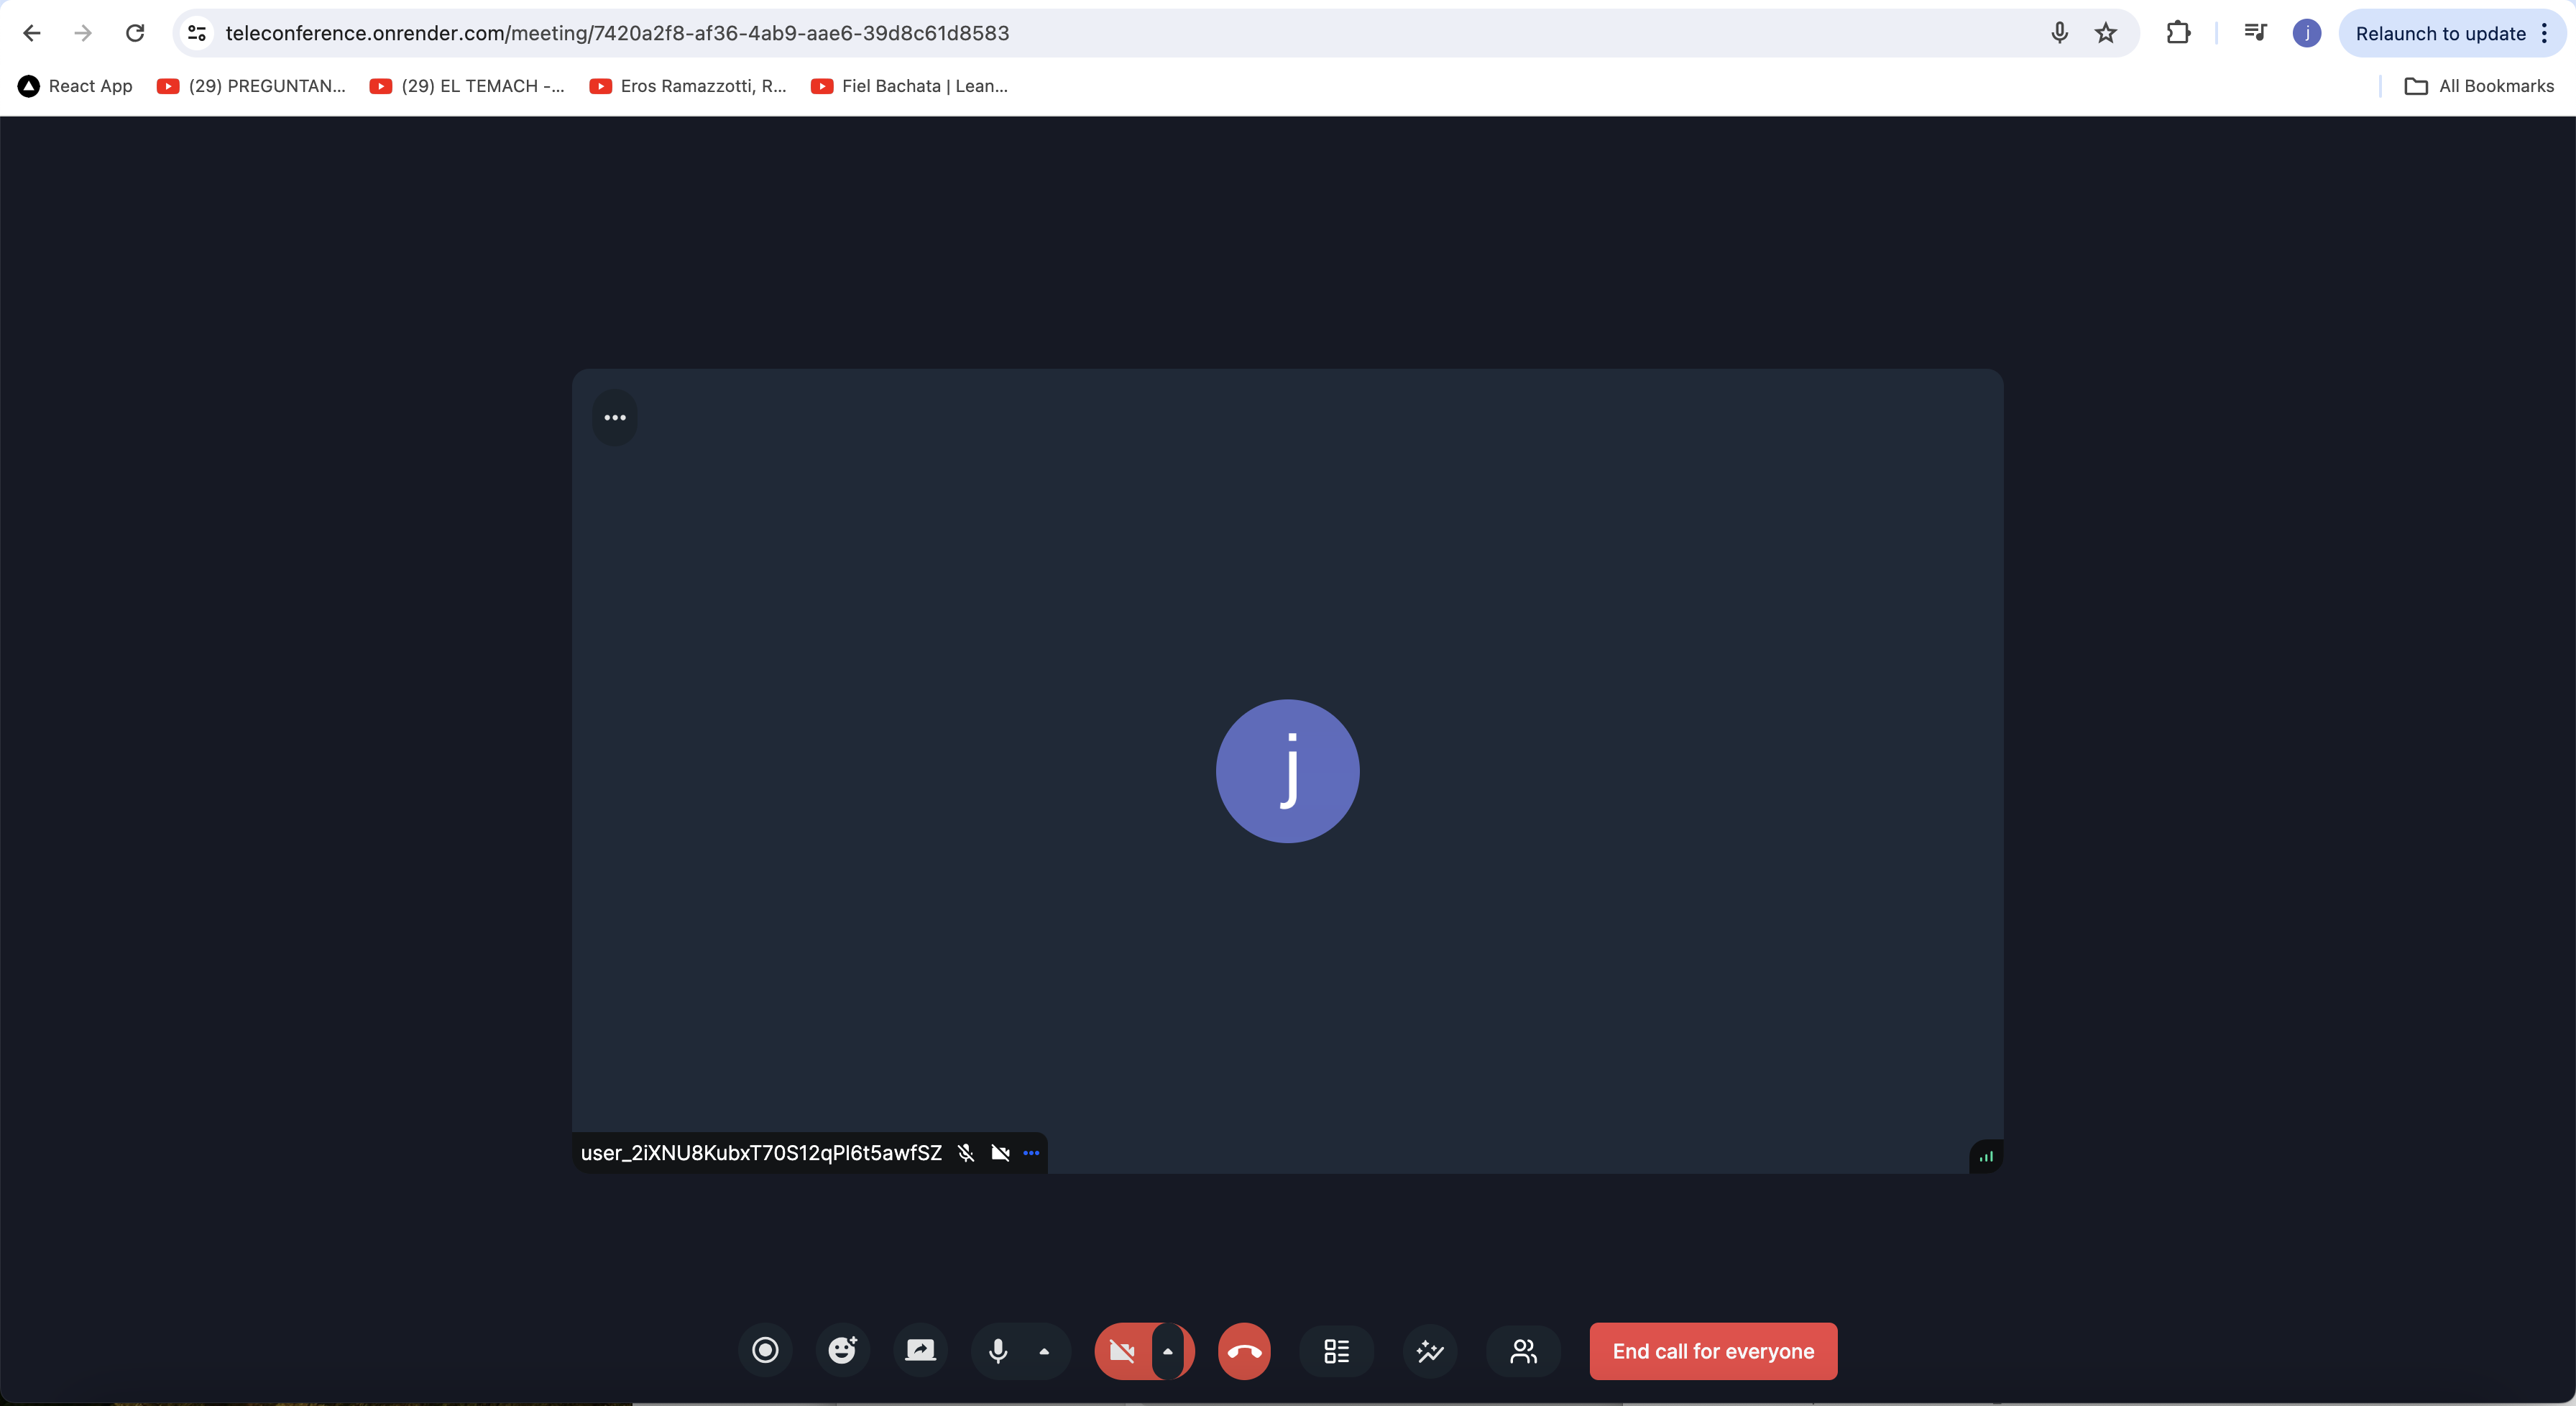 teleconference.onrender.com/meeting/7420a2f8-af36-4ab9-aae6-39d8c61d8583
j
Relaunch to update
React App
(29) PREGUNTAN...
(29) EL TEMACH -...
Eros Ramazzotti, R...
Fiel Bachata | Lean...
All Bookmarks
j
user_2iXNU8KubxT70S12qPl6t5awfSZ
End call for everyone